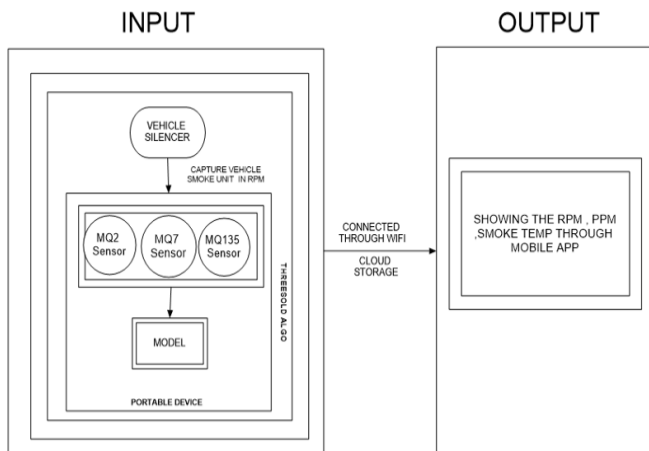 INPUT
OUTPUT
VEHICLE
SILENCER
CAPTURE VEHICLE
SMOKE UNIT IN RPM
MQ2
Sensor
MQ7
Sensor
MQ135
Sensor
THREESOLD ALGO
MODEL
PORTABLE DEVICE
CONNECTED
THROUGH WIFI
CLOUD
STORAGE
SHOWING THE RPM , PPM
,SMOKE TEMP THROUGH
MOBILE APP